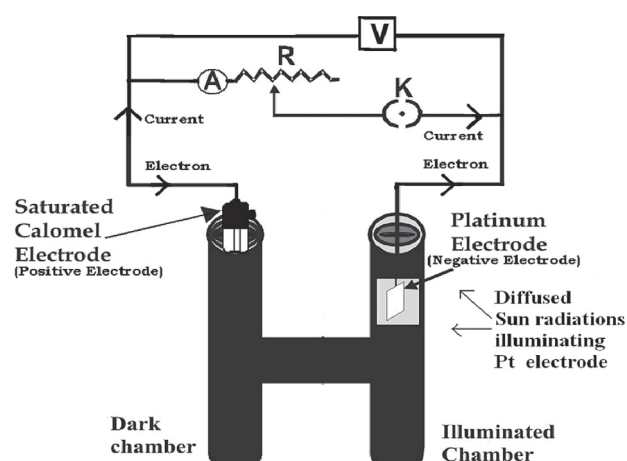 V
R
A
K
Current
Current
Electron
Electron
Saturated
Calomel
Electrode
(Positive Electrode)
Platinum
Electrode
(Negative Electrode)
Diffused
Sun radiations
illuminating
Pt electrode
Dark
chamber
Illuminated
Chamber